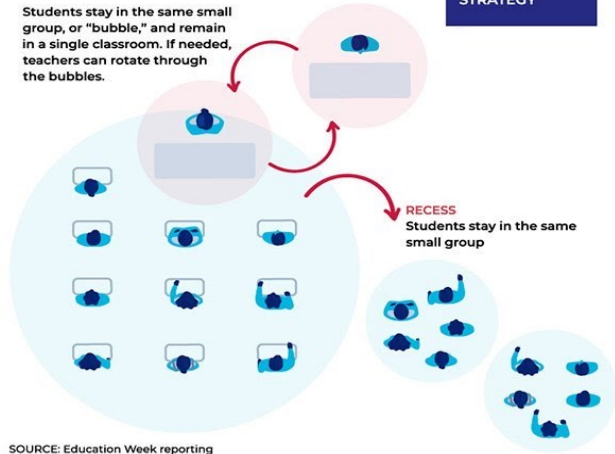 STRATEGY
Students stay in the same small
group, or “bubble,” and remain
in a single classroom. If needed,
teachers can rotate through
the bubbles.
RECESS
Students stay in the same
small group
SOURCE: Education Week reporting